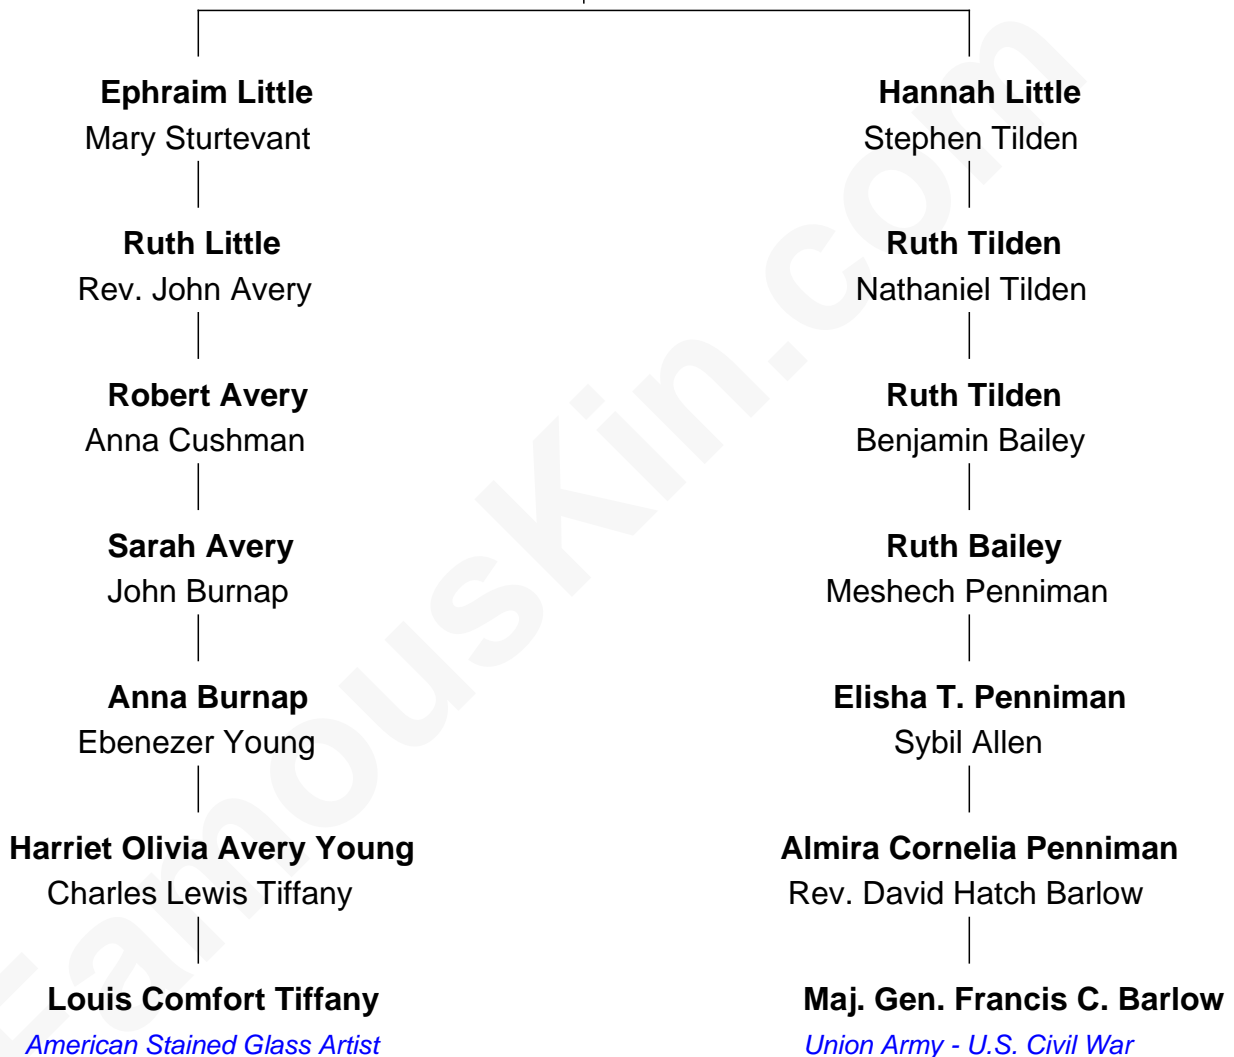 Ephraim Little
Mary Sturtevant
Hannah Little
Stephen Tilden
Ruth Little
Rev. John Avery
Ruth Tilden
Nathaniel Tilden
Robert Avery
Anna Cushman
Ruth Tilden
Benjamin Bailey
Sarah Avery
John Burnap
Ruth Bailey
Meshech Penniman
Anna Burnap
Ebenezer Young
Elisha T. Penniman
Sybil Allen
Harriet Olivia Avery Young
Charles Lewis Tiffany
Almira Cornelia Penniman
Rev. David Hatch Barlow
Louis Comfort Tiffany
American Stained Glass Artist
Maj. Gen. Francis C. Barlow
Union Army - U.S. Civil War
FamousKin.com